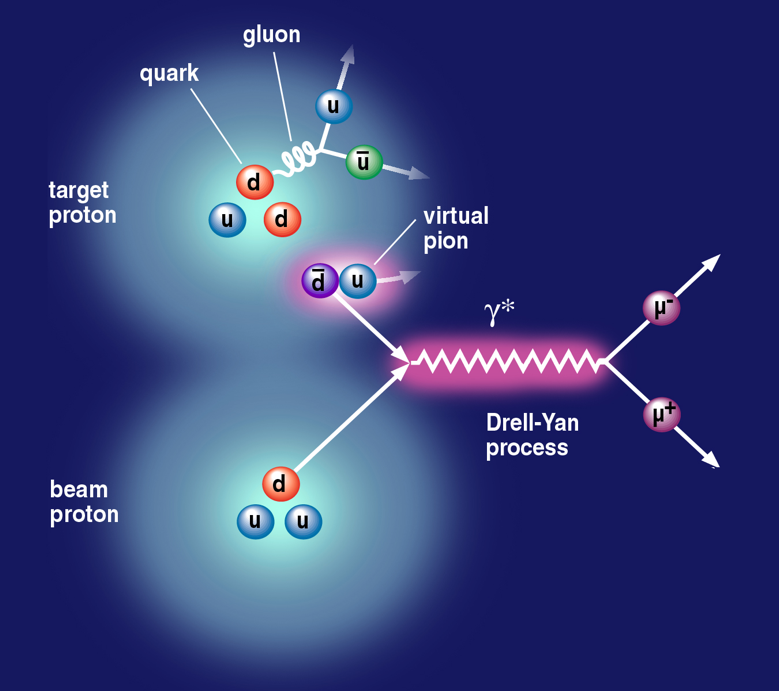 gluon
quark
u
u̅
d
target
proton
u
d
virtual
pion
d̅
u
γ*
μ-
Drell-Yan
process
μ+
d
beam
proton
u
u